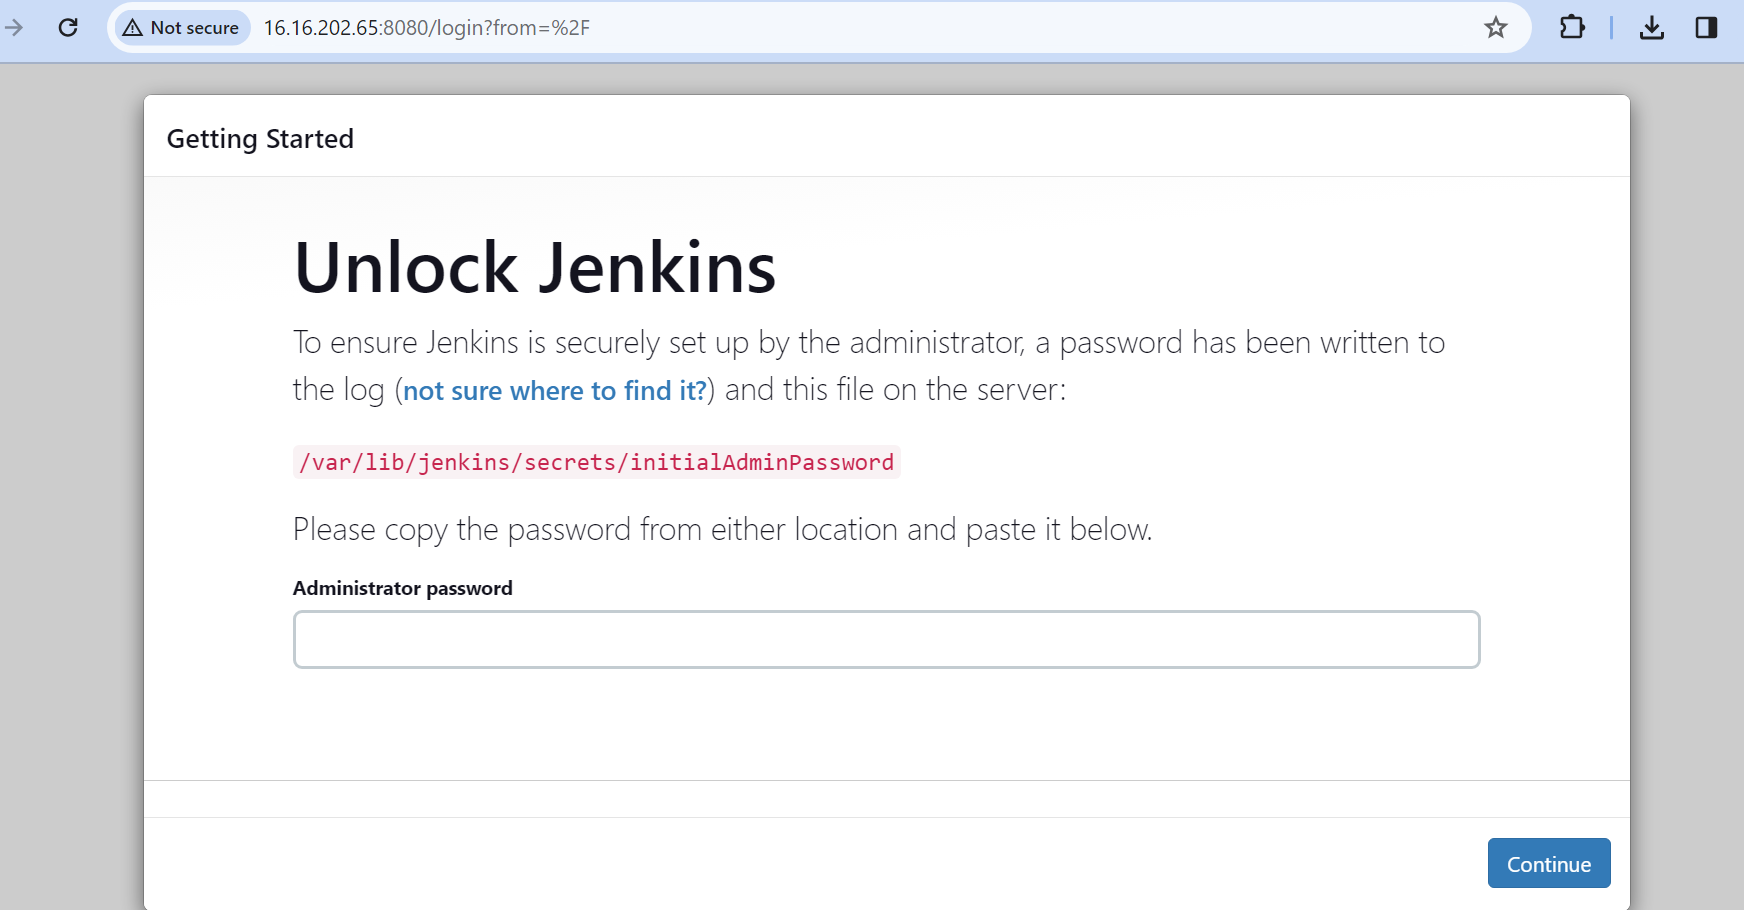 Not secure 16.16.202.65:8080/login?from=%2F
Getting Started
Unlock Jenkins
To ensure Jenkins is securely set up by the administrator, a password has been written to
the log (not sure where to find it?) and this file on the server:
/var/lib/jenkins/secrets/initialAdminPassword
Please copy the password from either location and paste it below.
Administrator password
Continue